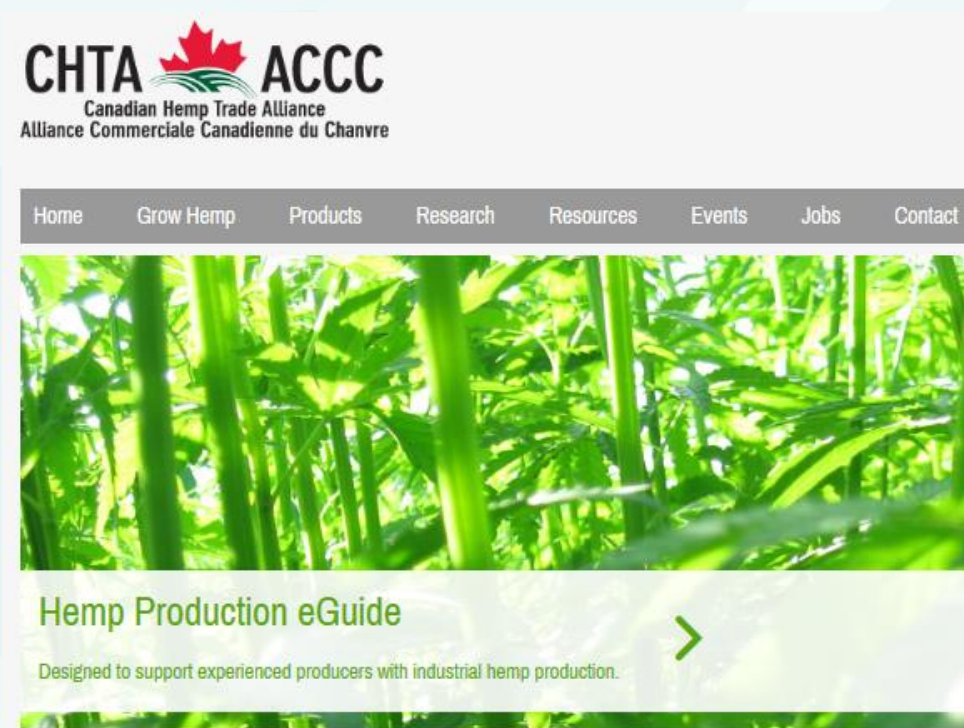 CHTA ACCC
Canadian Hemp Trade Alliance
Alliance Commerciale Canadienne du Chanvre
Home Grow Hemp Products Research Resources Events Jobs Contact
Hemp Production eGuide
Designed to support experienced producers with industrial hemp production.